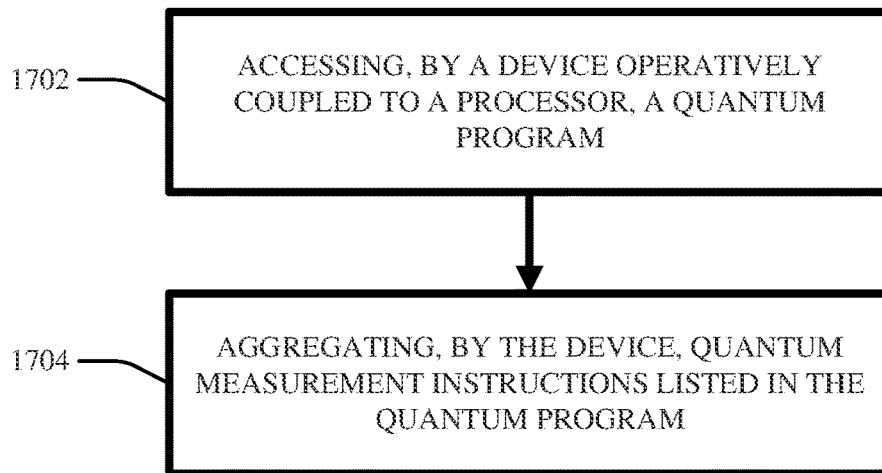 1702
ACCESSING, BY A DEVICE OPERATIVELY
COUPLED TO A PROCESSOR, A QUANTUM
PROGRAM
1704
AGGREGATING, BY THE DEVICE, QUANTUM
MEASUREMENT INSTRUCTIONS LISTED IN THE
QUANTUM PROGRAM